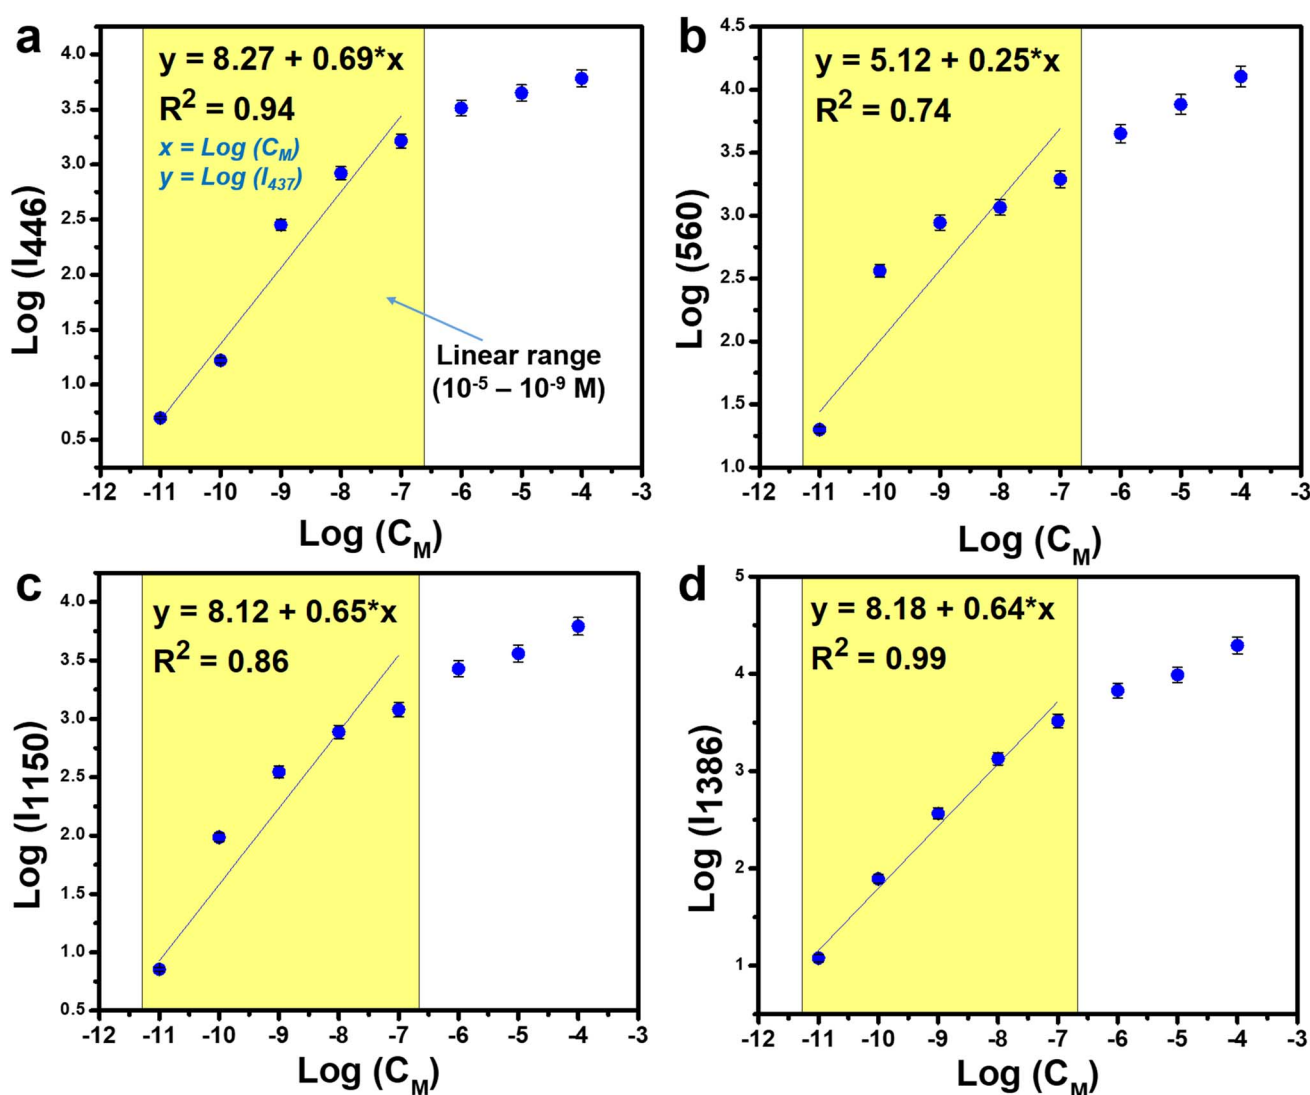 a
y = 8.27 + 0.69*x
R² = 0.94
x = Log (C_M)
y = Log (I₄₃₇)
Linear range
(10⁻⁵ – 10⁻⁹ M)
Log (I446)
4.0
3.5
3.0
2.5
2.0
1.5
1.0
0.5
-12 -11 -10 -9 -8 -7 -6 -5 -4 -3
Log (C_M)
b
y = 5.12 + 0.25*x
R² = 0.74
Log (560)
4.5
4.0
3.5
3.0
2.5
2.0
1.5
1.0
-12 -11 -10 -9 -8 -7 -6 -5 -4 -3
Log (C_M)
c
y = 8.12 + 0.65*x
R² = 0.86
Log (I1150)
4.0
3.5
3.0
2.5
2.0
1.5
1.0
0.5
-12 -11 -10 -9 -8 -7 -6 -5 -4 -3
Log (C_M)
d
y = 8.18 + 0.64*x
R² = 0.99
Log (I1386)
5
4
3
2
1
-12 -11 -10 -9 -8 -7 -6 -5 -4 -3
Log (C_M)